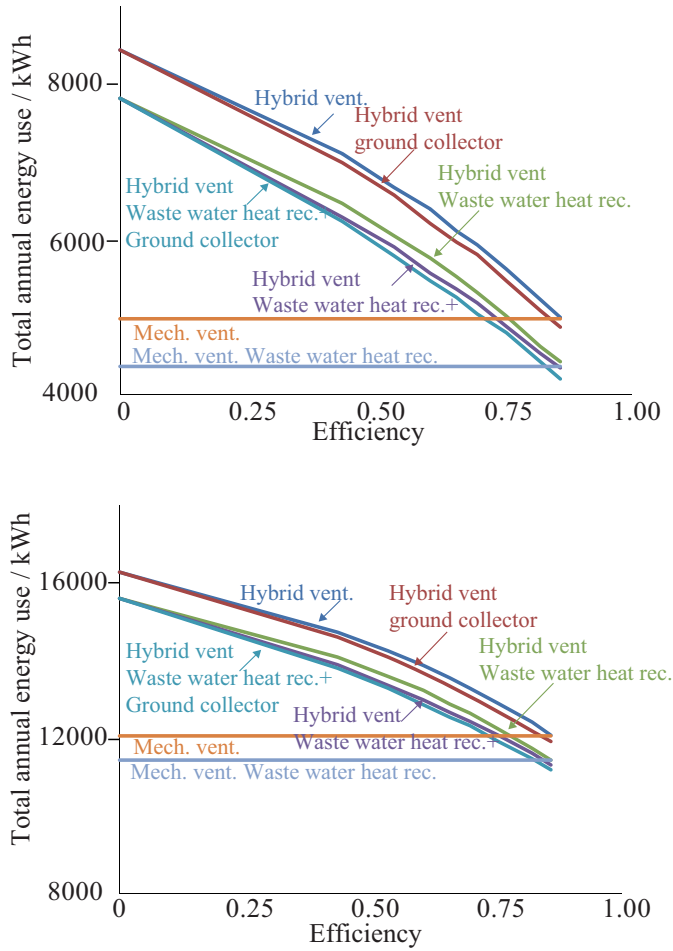 Total annual energy use / kWh
8000
6000
4000
Hybrid vent.
Hybrid vent
ground collector
Hybrid vent
Waste water heat rec.
Hybrid vent
Waste water heat rec.+
Ground collector
Hybrid vent
Waste water heat rec.+
Mech. vent.
Mech. vent. Waste water heat rec.
0
0.25
0.50
0.75
1.00
Efficiency
Total annual energy use / kWh
16000
12000
8000
Hybrid vent.
Hybrid vent
ground collector
Hybrid vent
Waste water heat rec.
Hybrid vent
Waste water heat rec.+
Ground collector
Hybrid vent
Waste water heat rec.+
Mech. vent.
Mech. vent. Waste water heat rec.
0
0.25
0.50
0.75
1.00
Efficiency